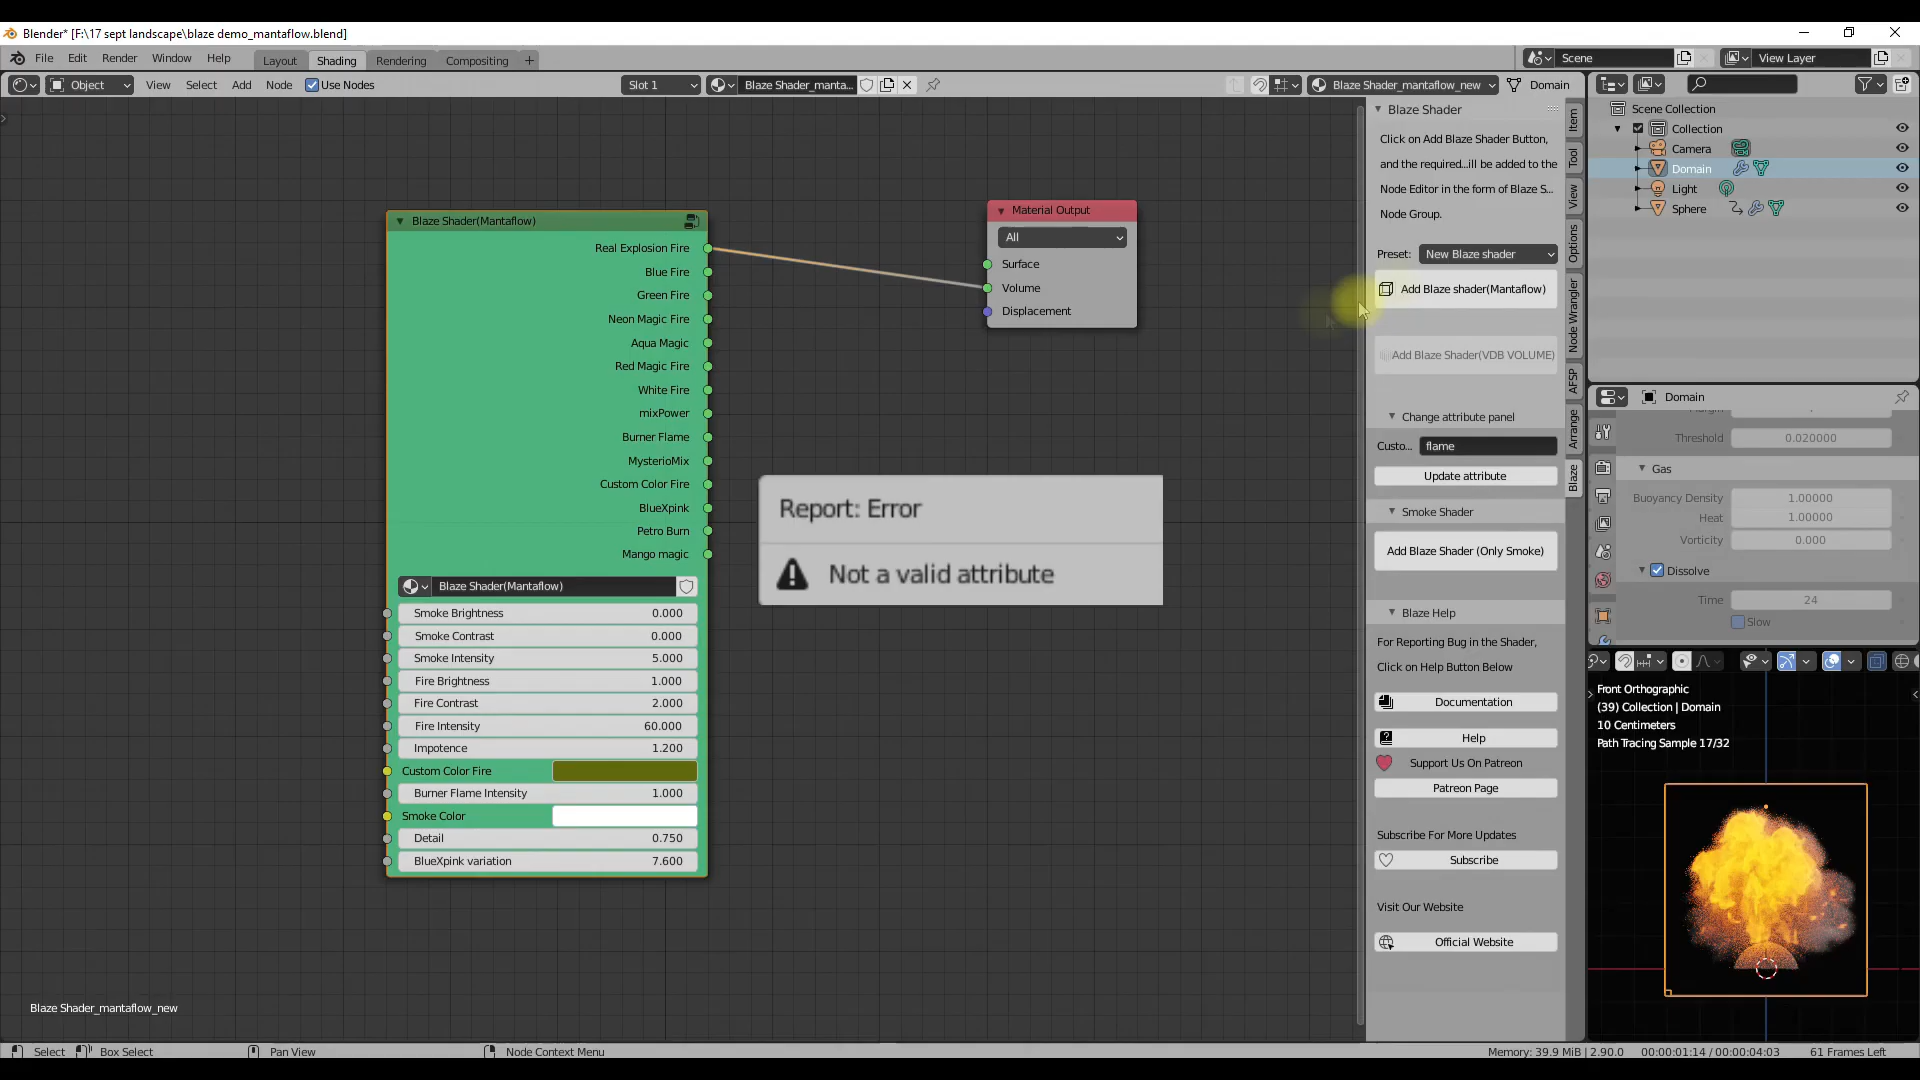 Blender* [F:\17 sept landscape\blaze demo_mantaflow.blend]
File Edit Render Window Help
Layout Shading Rendering Compositing +
Scene
View Layer
Object View Select Add Node Use Nodes
Slot 1
Blaze Shader_manta...
Blaze Shader_mantaflow_new
Domain
Blaze Shader(Mantaflow)
Real Explosion Fire
Blue Fire
Green Fire
Neon Magic Fire
Aqua Magic
Red Magic Fire
White Fire
mixPower
Burner Flame
MysterioMix
Custom Color Fire
BlueXpink
Petro Burn
Mango magic
Blaze Shader(Mantaflow)
Smoke Brightness 0.000
Smoke Contrast 0.000
Smoke Intensity 5.000
Fire Brightness 1.000
Fire Contrast 2.000
Fire Intensity 60.000
Impotence 1.200
Custom Color Fire
Burner Flame Intensity 1.000
Smoke Color
Detail 0.750
BlueXpink variation 7.600
Material Output
All
Surface
Volume
Displacement
Report: Error
Not a valid attribute
Blaze Shader_mantaflow_new
Blaze Shader
Click on Add Blaze Shader Button,
and the required...ill be added to the
Node Editor in the form of Blaze S...
Node Group.
Preset: New Blaze shader
Add Blaze shader(Mantaflow)
Add Blaze Shader(VDB VOLUME)
Change attribute panel
Custo... flame
Update attribute
Smoke Shader
Add Blaze Shader (Only Smoke)
Blaze Help
For Reporting Bug in the Shader,
Click on Help Button Below
Documentation
Help
Support Us On Patreon
Patreon Page
Subscribe For More Updates
Subscribe
Visit Our Website
Official Website
Item
Tool
View
Options
Node Wrangler
AFSP
Arrange
Blaze
Scene Collection
Collection
Camera
Domain
Light
Sphere
Domain
Threshold 0.020000
Gas
Buoyancy Density 1.00000
Heat 1.00000
Vorticity 0.000
Dissolve
Time 24
Slow
Front Orthographic
(39) Collection | Domain
10 Centimeters
Path Tracing Sample 17/32
Select Box Select Pan View Node Context Menu
Memory: 39.9 MiB | 2.90.0 00:00:01:14 / 00:00:04:03 61 Frames Left